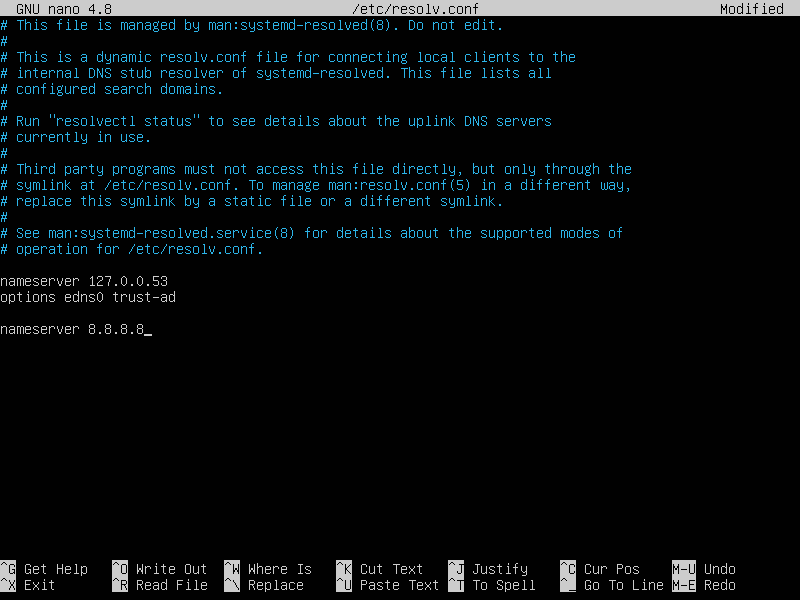 GNU nano 4.8 /etc/resolv.conf Modified
# This file is managed by man:systemd-resolved(8). Do not edit.
#
# This is a dynamic resolv.conf file for connecting local clients to the
# internal DNS stub resolver of systemd-resolved. This file lists all
# configured search domains.
#
# Run "resolvectl status" to see details about the uplink DNS servers
# currently in use.
#
# Third party programs must not access this file directly, but only through the
# symlink at /etc/resolv.conf. To manage man:resolv.conf(5) in a different way,
# replace this symlink by a static file or a different symlink.
#
# See man:systemd-resolved.service(8) for details about the supported modes of
# operation for /etc/resolv.conf.
nameserver 127.0.0.53
options edns0 trust-ad
nameserver 8.8.8.8_
^G Get Help ^O Write Out ^W Where Is ^K Cut Text ^J Justify ^C Cur Pos M-U Undo
^X Exit ^R Read File ^\ Replace ^U Paste Text ^T To Spell ^_ Go To Line M-E Redo